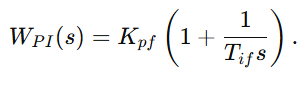 W_{PI}(s) = K_{pf} \left( 1 + \frac{1}{T_{if} s} \right).